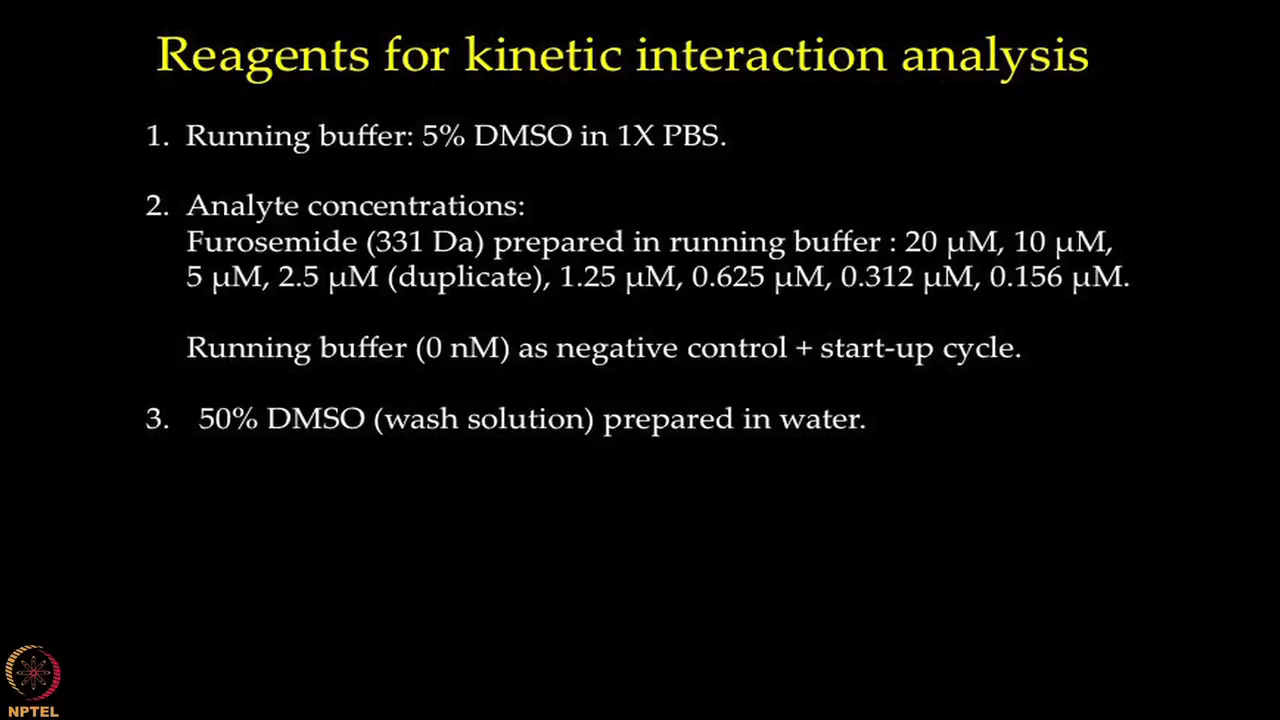 Reagents for kinetic interaction analysis
1. Running buffer: 5% DMSO in 1X PBS.
2. Analyte concentrations:
Furosemide (331 Da) prepared in running buffer : 20 µM, 10 µM,
5 µM, 2.5 µM (duplicate), 1.25 µM, 0.625 µM, 0.312 µM, 0.156 µM.
Running buffer (0 nM) as negative control + start-up cycle.
3. 50% DMSO (wash solution) prepared in water.
NPTEL